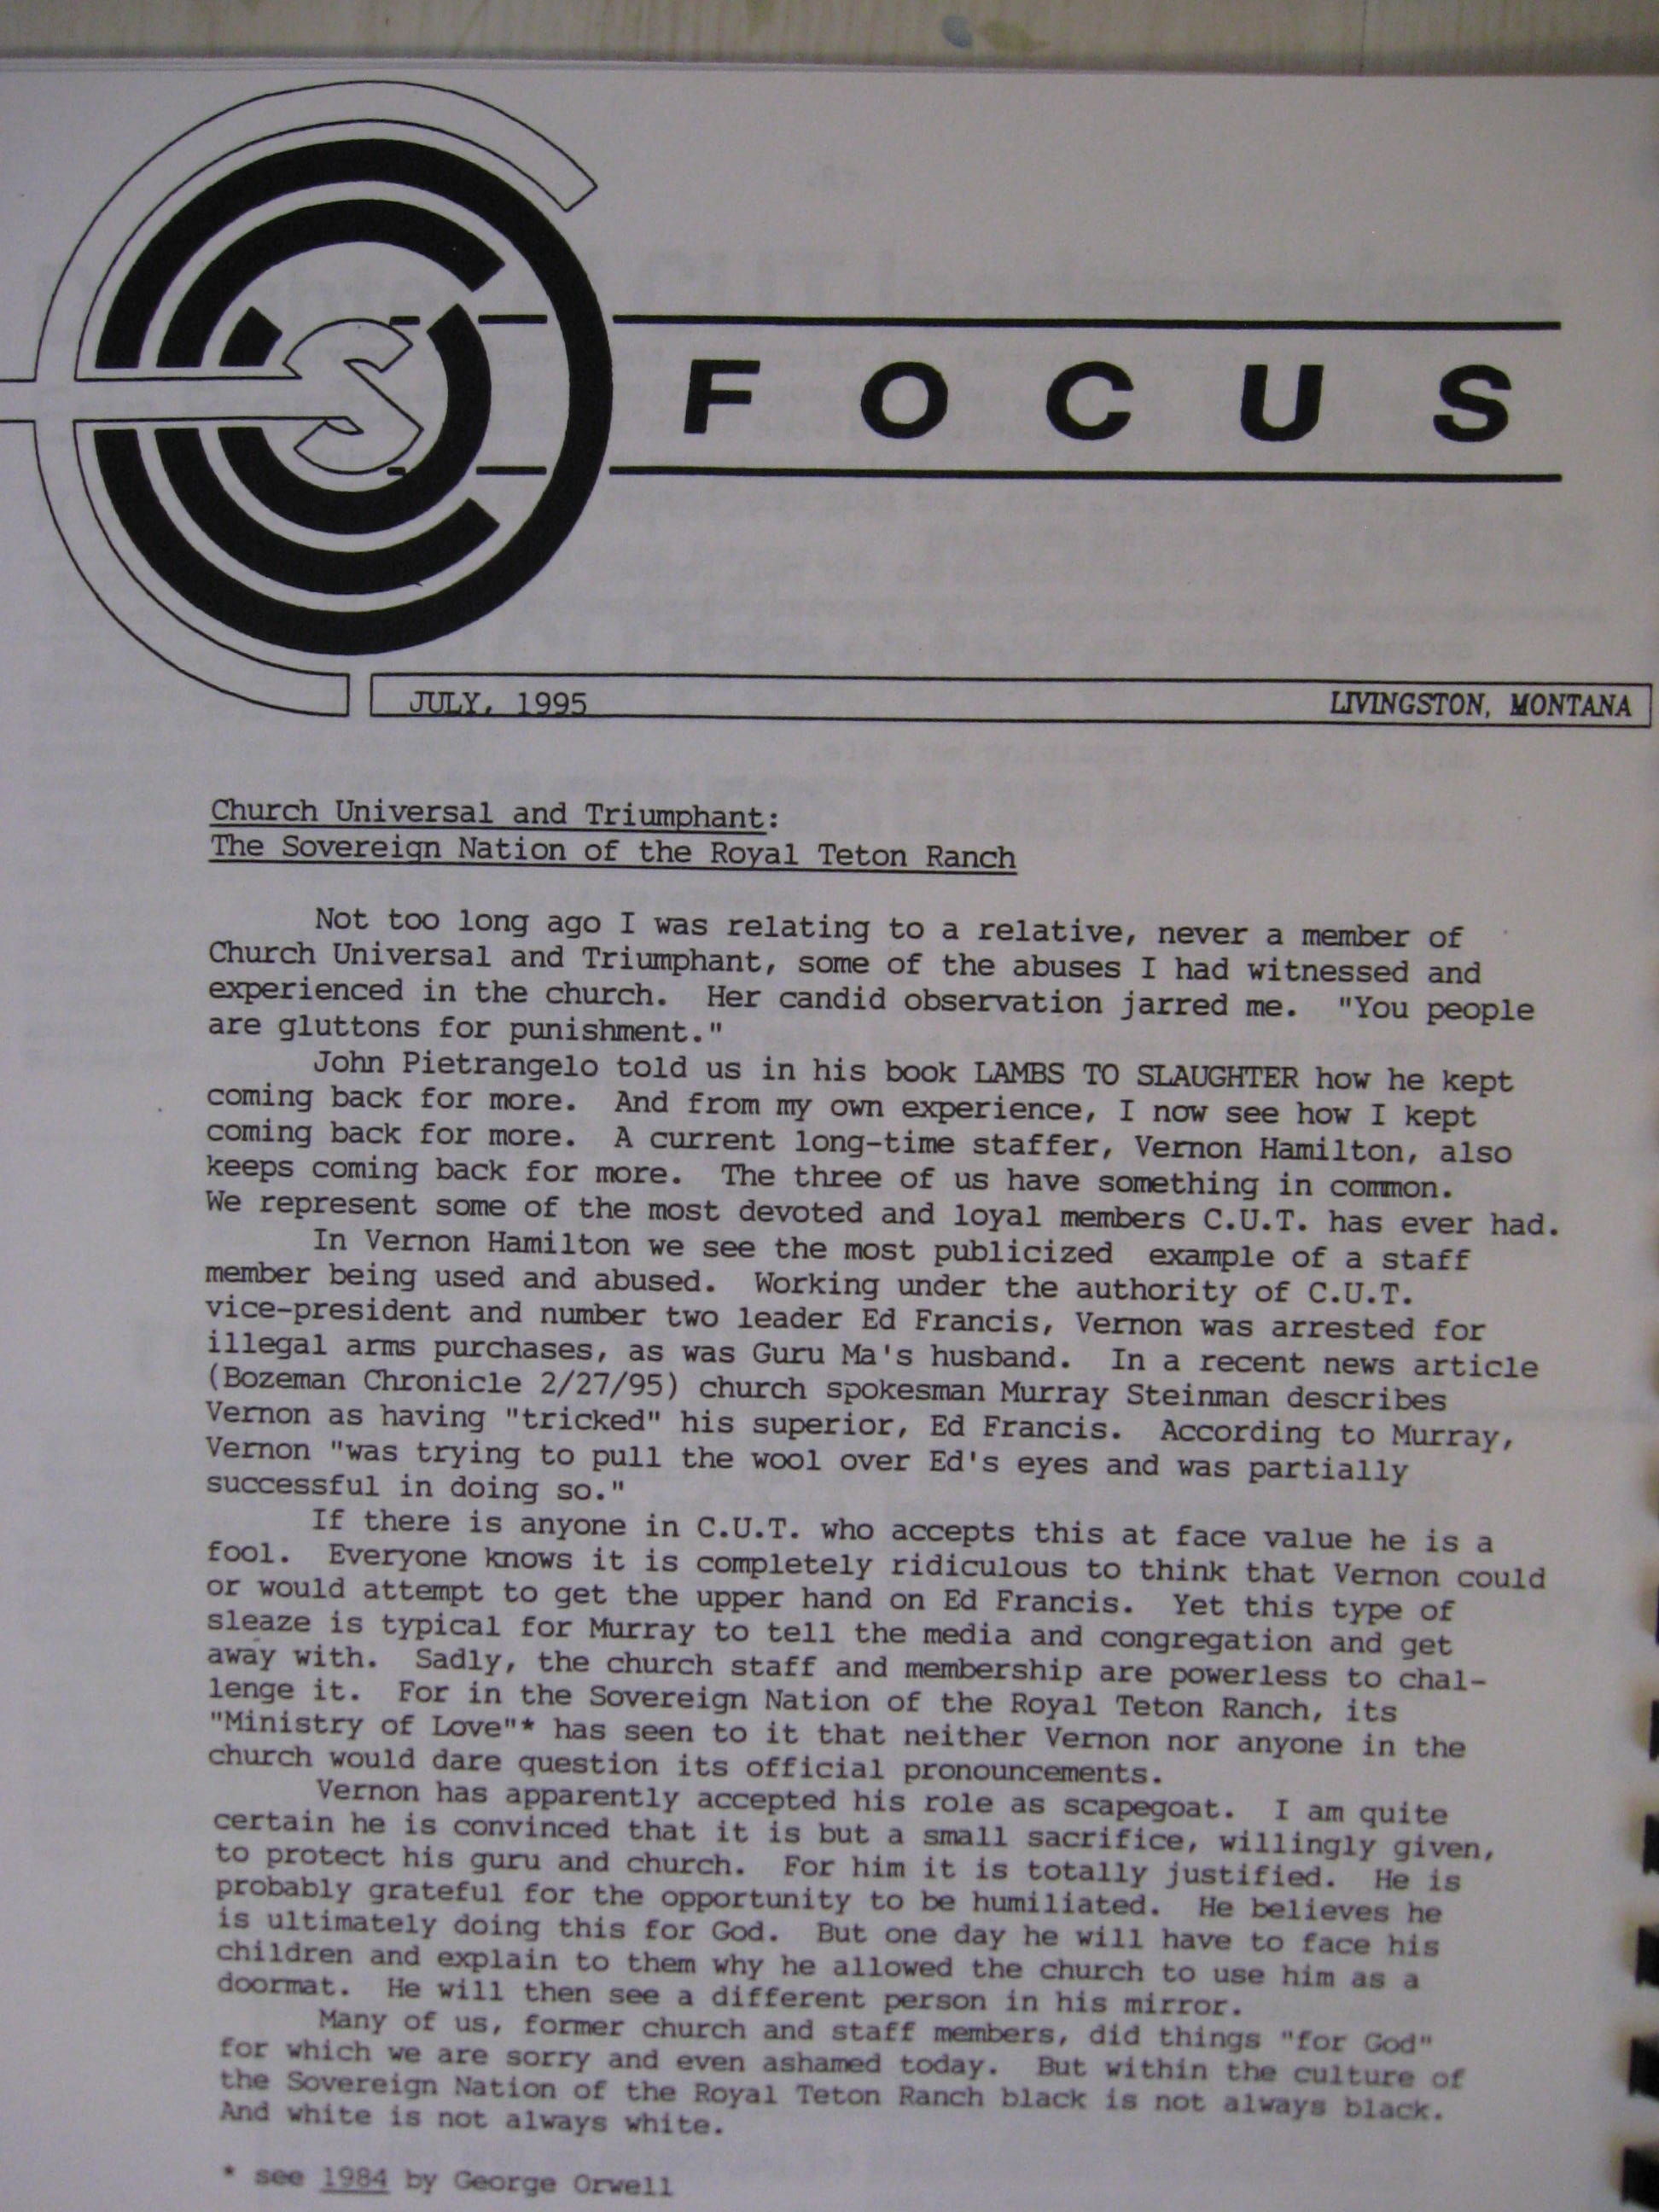 S
FOCUS
JULY, 1995 LIVINGSTON, MONTANA
Church Universal and Triumphant:
The Sovereign Nation of the Royal Teton Ranch
Not too long ago I was relating to a relative, never a member of
Church Universal and Triumphant, some of the abuses I had witnessed and
experienced in the church. Her candid observation jarred me. "You people
are gluttons for punishment."
John Pietrangelo told us in his book LAMBS TO SLAUGHTER how he kept
coming back for more. And from my own experience, I now see how I kept
coming back for more. A current long-time staffer, Vernon Hamilton, also
keeps coming back for more. The three of us have something in common.
We represent some of the most devoted and loyal members C.U.T. has ever had.
In Vernon Hamilton we see the most publicized example of a staff
member being used and abused. Working under the authority of C.U.T.
vice-president and number two leader Ed Francis, Vernon was arrested for
illegal arms purchases, as was Guru Ma's husband. In a recent news article
(Bozeman Chronicle 2/27/95) church spokesman Murray Steinman describes
Vernon as having "tricked" his superior, Ed Francis. According to Murray,
Vernon "was trying to pull the wool over Ed's eyes and was partially
successful in doing so."
If there is anyone in C.U.T. who accepts this at face value he is a
fool. Everyone knows it is completely ridiculous to think that Vernon could
or would attempt to get the upper hand on Ed Francis. Yet this type of
sleaze is typical for Murray to tell the media and congregation and get
away with. Sadly, the church staff and membership are powerless to chal-
lenge it. For in the Sovereign Nation of the Royal Teton Ranch, its
"Ministry of Love"* has seen to it that neither Vernon nor anyone in the
church would dare question its official pronouncements.
Vernon has apparently accepted his role as scapegoat. I am quite
certain he is convinced that it is but a small sacrifice, willingly given,
to protect his guru and church. For him it is totally justified. He is
probably grateful for the opportunity to be humiliated. He believes he
is ultimately doing this for God. But one day he will have to face his
children and explain to them why he allowed the church to use him as a
doormat. He will then see a different person in his mirror.
Many of us, former church and staff members, did things "for God"
for which we are sorry and even ashamed today. But within the culture of
the Sovereign Nation of the Royal Teton Ranch black is not always black.
And white is not always white.
* see 1984 by George Orwell